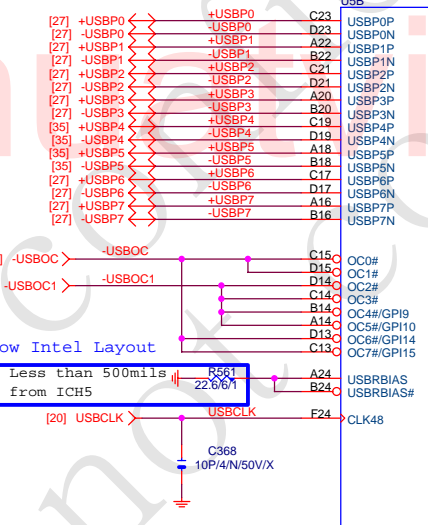 U5B
[27] +USBP0 +USBP0 C23 USBP0P
[27] -USBP0 -USBP0 D23 USBP0N
[27] +USBP1 +USBP1 A22 USBP1P
[27] -USBP1 -USBP1 B22 USBP1N
[27] +USBP2 +USBP2 C21 USBP2P
[27] -USBP2 -USBP2 D21 USBP2N
[27] +USBP3 +USBP3 A20 USBP3P
[27] -USBP3 -USBP3 B20 USBP3N
[35] +USBP4 +USBP4 C19 USBP4P
[35] -USBP4 -USBP4 D19 USBP4N
[35] +USBP5 +USBP5 A18 USBP5P
[35] -USBP5 -USBP5 B18 USBP5N
[27] +USBP6 +USBP6 C17 USBP6P
[27] -USBP6 -USBP6 D17 USBP6N
[27] +USBP7 +USBP7 A16 USBP7P
[27] -USBP7 -USBP7 B16 USBP7N
] -USBOC -USBOC C15 OC0#
D15 OC1#
-USBOC1 -USBOC1 D14 OC2#
C14 OC3#
B14 OC4#/GPI9
A14 OC5#/GPI10
D13 OC6#/GPI14
C13 OC7#/GPI15
ow Intel Layout
Less than 500mils R561 A24 USBRBIAS
from ICH5 22.6/6/1 B24 USBRBIAS#
[20] USBCLK USBCLK F24 CLK48
C368
10P/4/N/50V/X